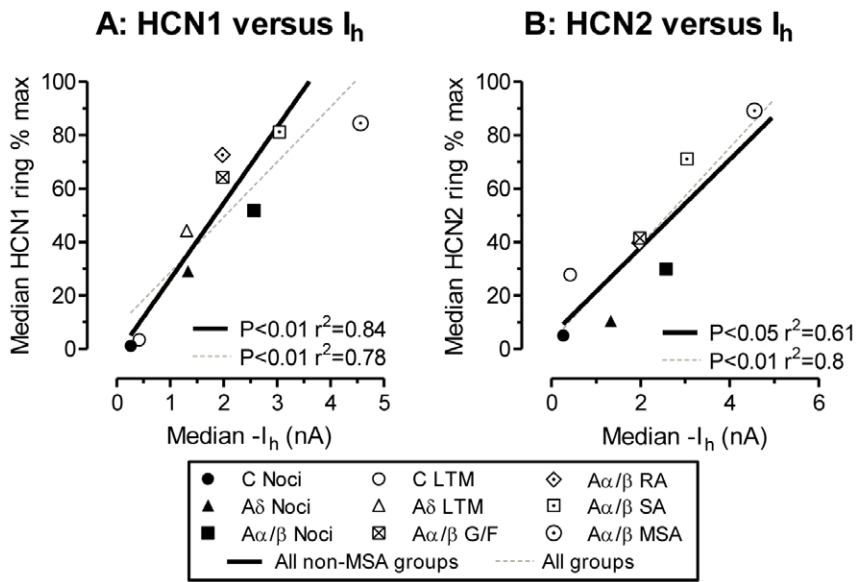 A: HCN1 versus Ih
B: HCN2 versus Ih
Median HCN1 ring % max
100
80
60
40
20
0
P<0.01 r²=0.84
P<0.01 r²=0.78
0 1 2 3 4 5
Median -Ih (nA)
Median HCN2 ring % max
100
80
60
40
20
0
P<0.05 r²=0.61
P<0.01 r²=0.8
0 2 4 6
Median -Ih (nA)
C Noci C LTM Aα/β RA
Aδ Noci Aδ LTM Aα/β SA
Aα/β Noci Aα/β G/F Aα/β MSA
All non-MSA groups All groups